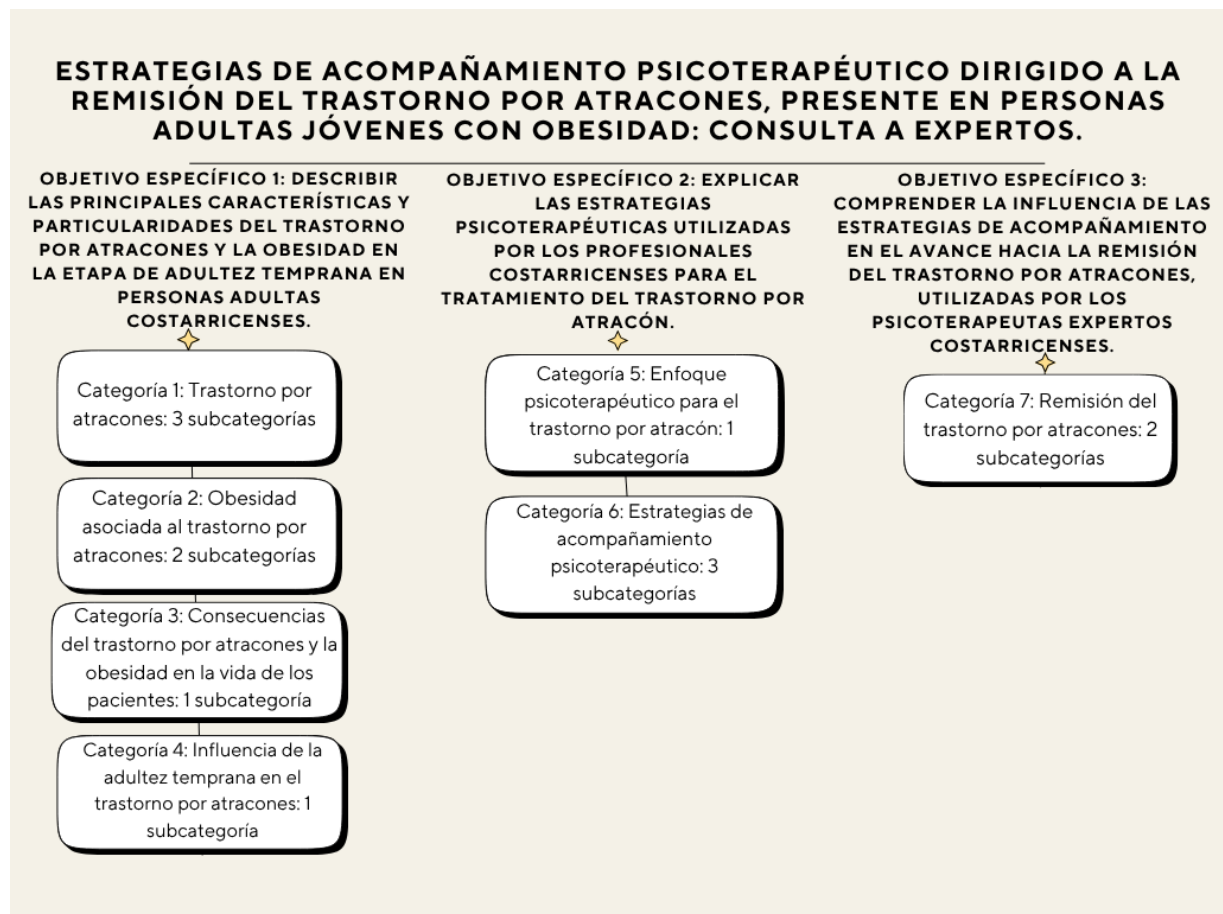 ESTRATEGIAS DE ACOMPAÑAMIENTO PSICOTERAPÉUTICO DIRIGIDO A LA
REMISIÓN DEL TRASTORNO POR ATRACONES, PRESENTE EN PERSONAS
ADULTAS JÓVENES CON OBESIDAD: CONSULTA A EXPERTOS.
OBJETIVO ESPECÍFICO 1: DESCRIBIR
LAS PRINCIPALES CARACTERÍSTICAS Y
PARTICULARIDADES DEL TRASTORNO
POR ATRACONES Y LA OBESIDAD EN
LA ETAPA DE ADULTEZ TEMPRANA EN
PERSONAS ADULTAS
COSTARRICENSES.
Categoría 1: Trastorno por
atracones: 3 subcategorías
Categoría 2: Obesidad
asociada al trastorno por
atracones: 2 subcategorías
Categoría 3: Consecuencias
del trastorno por atracones y la
obesidad en la vida de los
pacientes: 1 subcategoría
Categoría 4: Influencia de la
adultez temprana en el
trastorno por atracones: 1
subcategoría
OBJETIVO ESPECÍFICO 2: EXPLICAR
LAS ESTRATEGIAS
PSICOTERAPÉUTICAS UTILIZADAS
POR LOS PROFESIONALES
COSTARRICENSES PARA EL
TRATAMIENTO DEL TRASTORNO POR
ATRACÓN.
Categoría 5: Enfoque
psicoterapéutico para el
trastorno por atracón: 1
subcategoría
Categoría 6: Estrategias de
acompañamiento
psicoterapéutico: 3
subcategorías
OBJETIVO ESPECÍFICO 3:
COMPRENDER LA INFLUENCIA DE LAS
ESTRATEGIAS DE ACOMPAÑAMIENTO
EN EL AVANCE HACIA LA REMISIÓN
DEL TRASTORNO POR ATRACONES,
UTILIZADAS POR LOS
PSICOTERAPEUTAS EXPERTOS
COSTARRICENSES.
Categoría 7: Remisión del
trastorno por atracones: 2
subcategorías